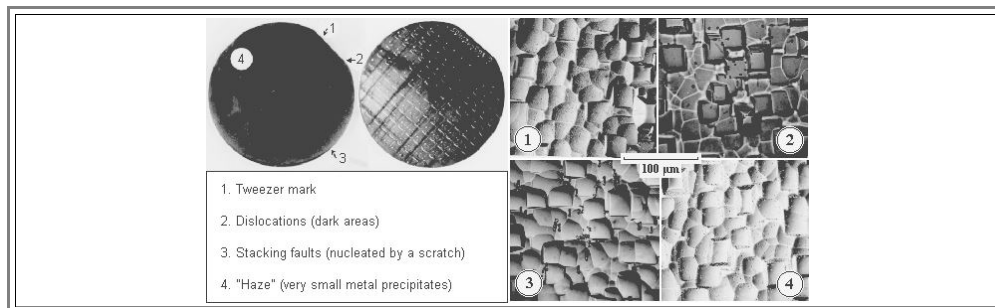 1
4
2
3
1. Tweezer mark
2. Dislocations (dark areas)
3. Stacking faults (nucleated by a scratch)
4. "Haze" (very small metal precipitates)
1
2
100 µm
3
4